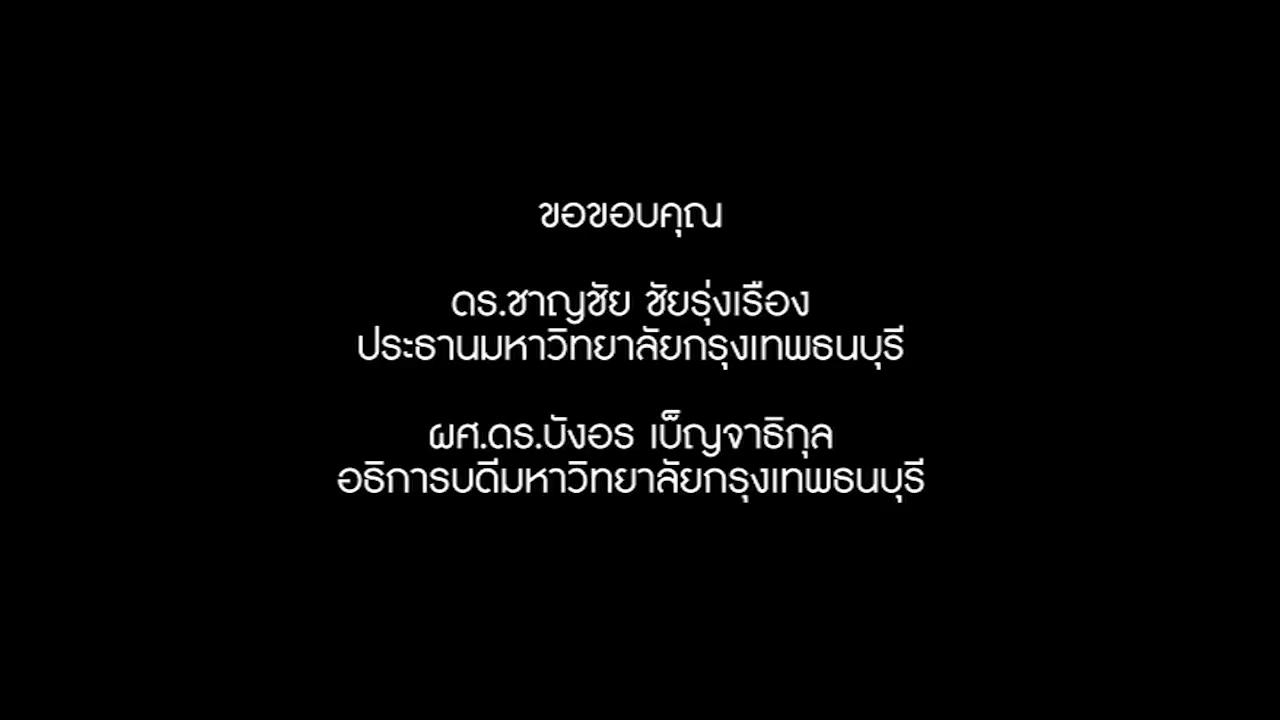 ขอขอบคุณ
ดร.ชาญชัย ชัยรุ่งเรือง
ประธานมหาวิทยาลัยกรุงเทพธนบุรี
ผศ.ดร.บังอร เบ็ญจาธิกุล
อธิการบดีมหาวิทยาลัยกรุงเทพธนบุรี